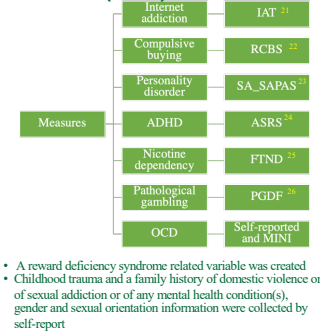 Internet
addiction
IAT 21
Compulsive
buying
RCBS 22
Personality
disorder
SA_SAPAS 23
Measures
ADHD
ASRS 24
Nicotine
dependency
FTND 25
Pathological
gambling
PGDF 26
OCD
Self-reported
and MINI
• A reward deficiency syndrome related variable was created
• Childhood trauma and a family history of domestic violence or
of sexual addiction or of any mental health condition(s),
gender and sexual orientation information were collected by
self-report